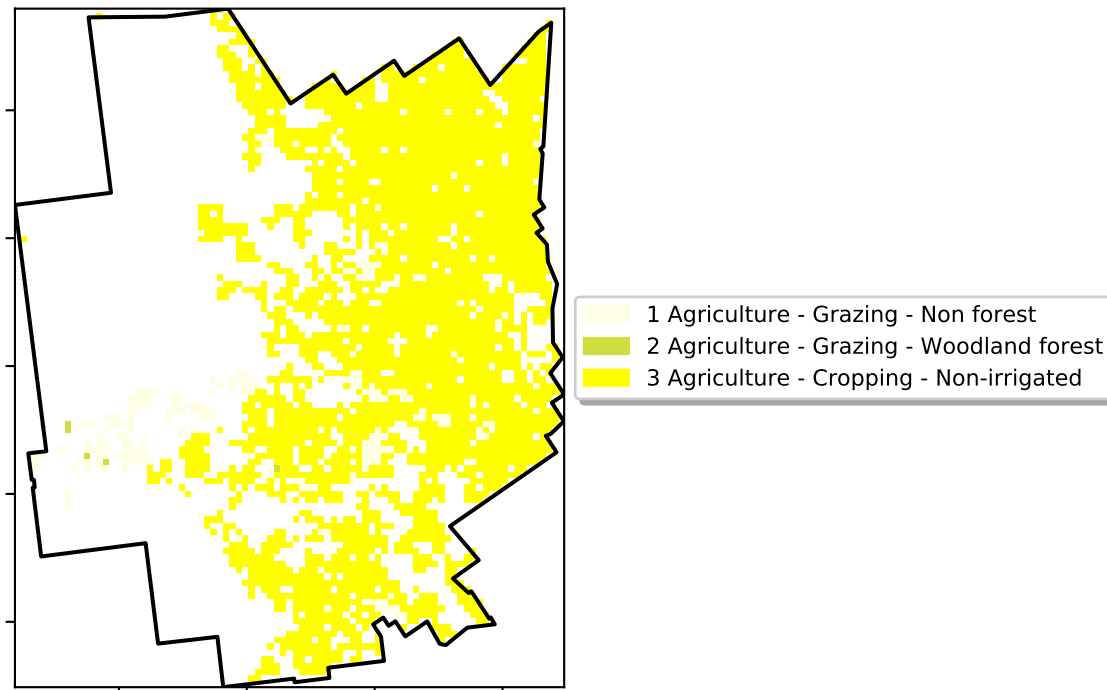 1 Agriculture - Grazing - Non forest
2 Agriculture - Grazing - Woodland forest
3 Agriculture - Cropping - Non-irrigated